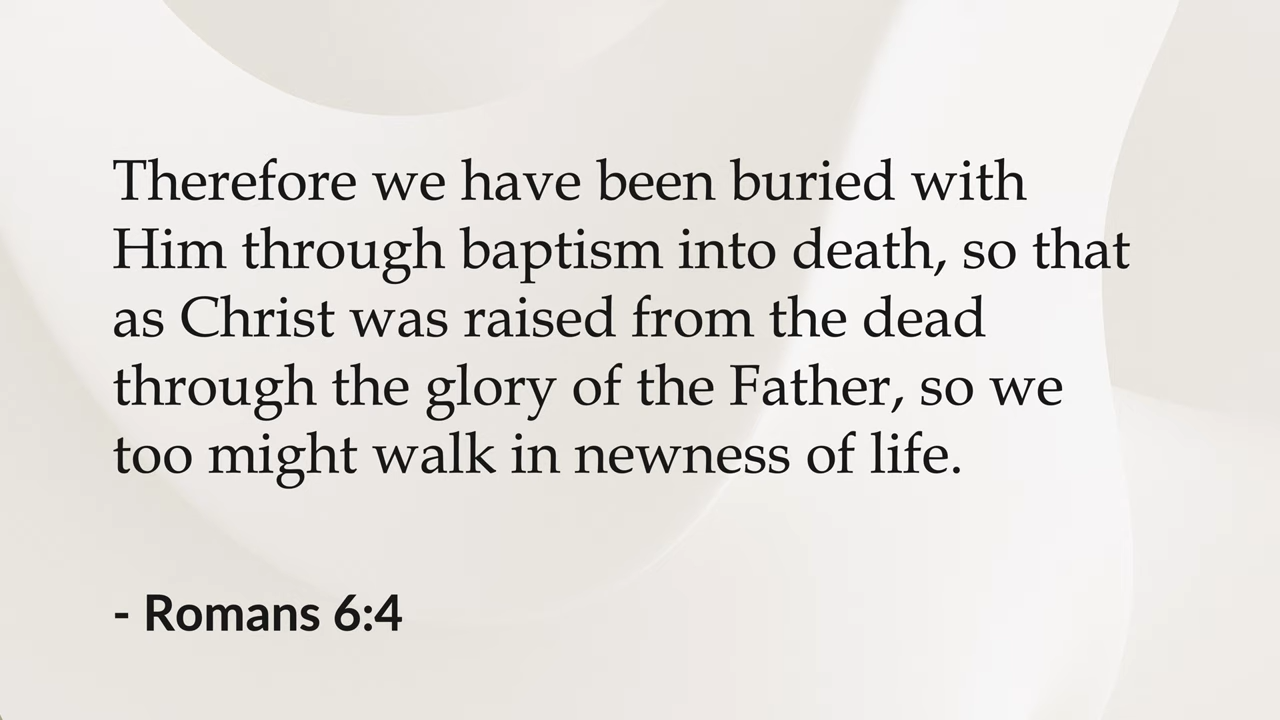 Therefore we have been buried with
Him through baptism into death, so that
as Christ was raised from the dead
through the glory of the Father, so we
too might walk in newness of life.
- Romans 6:4